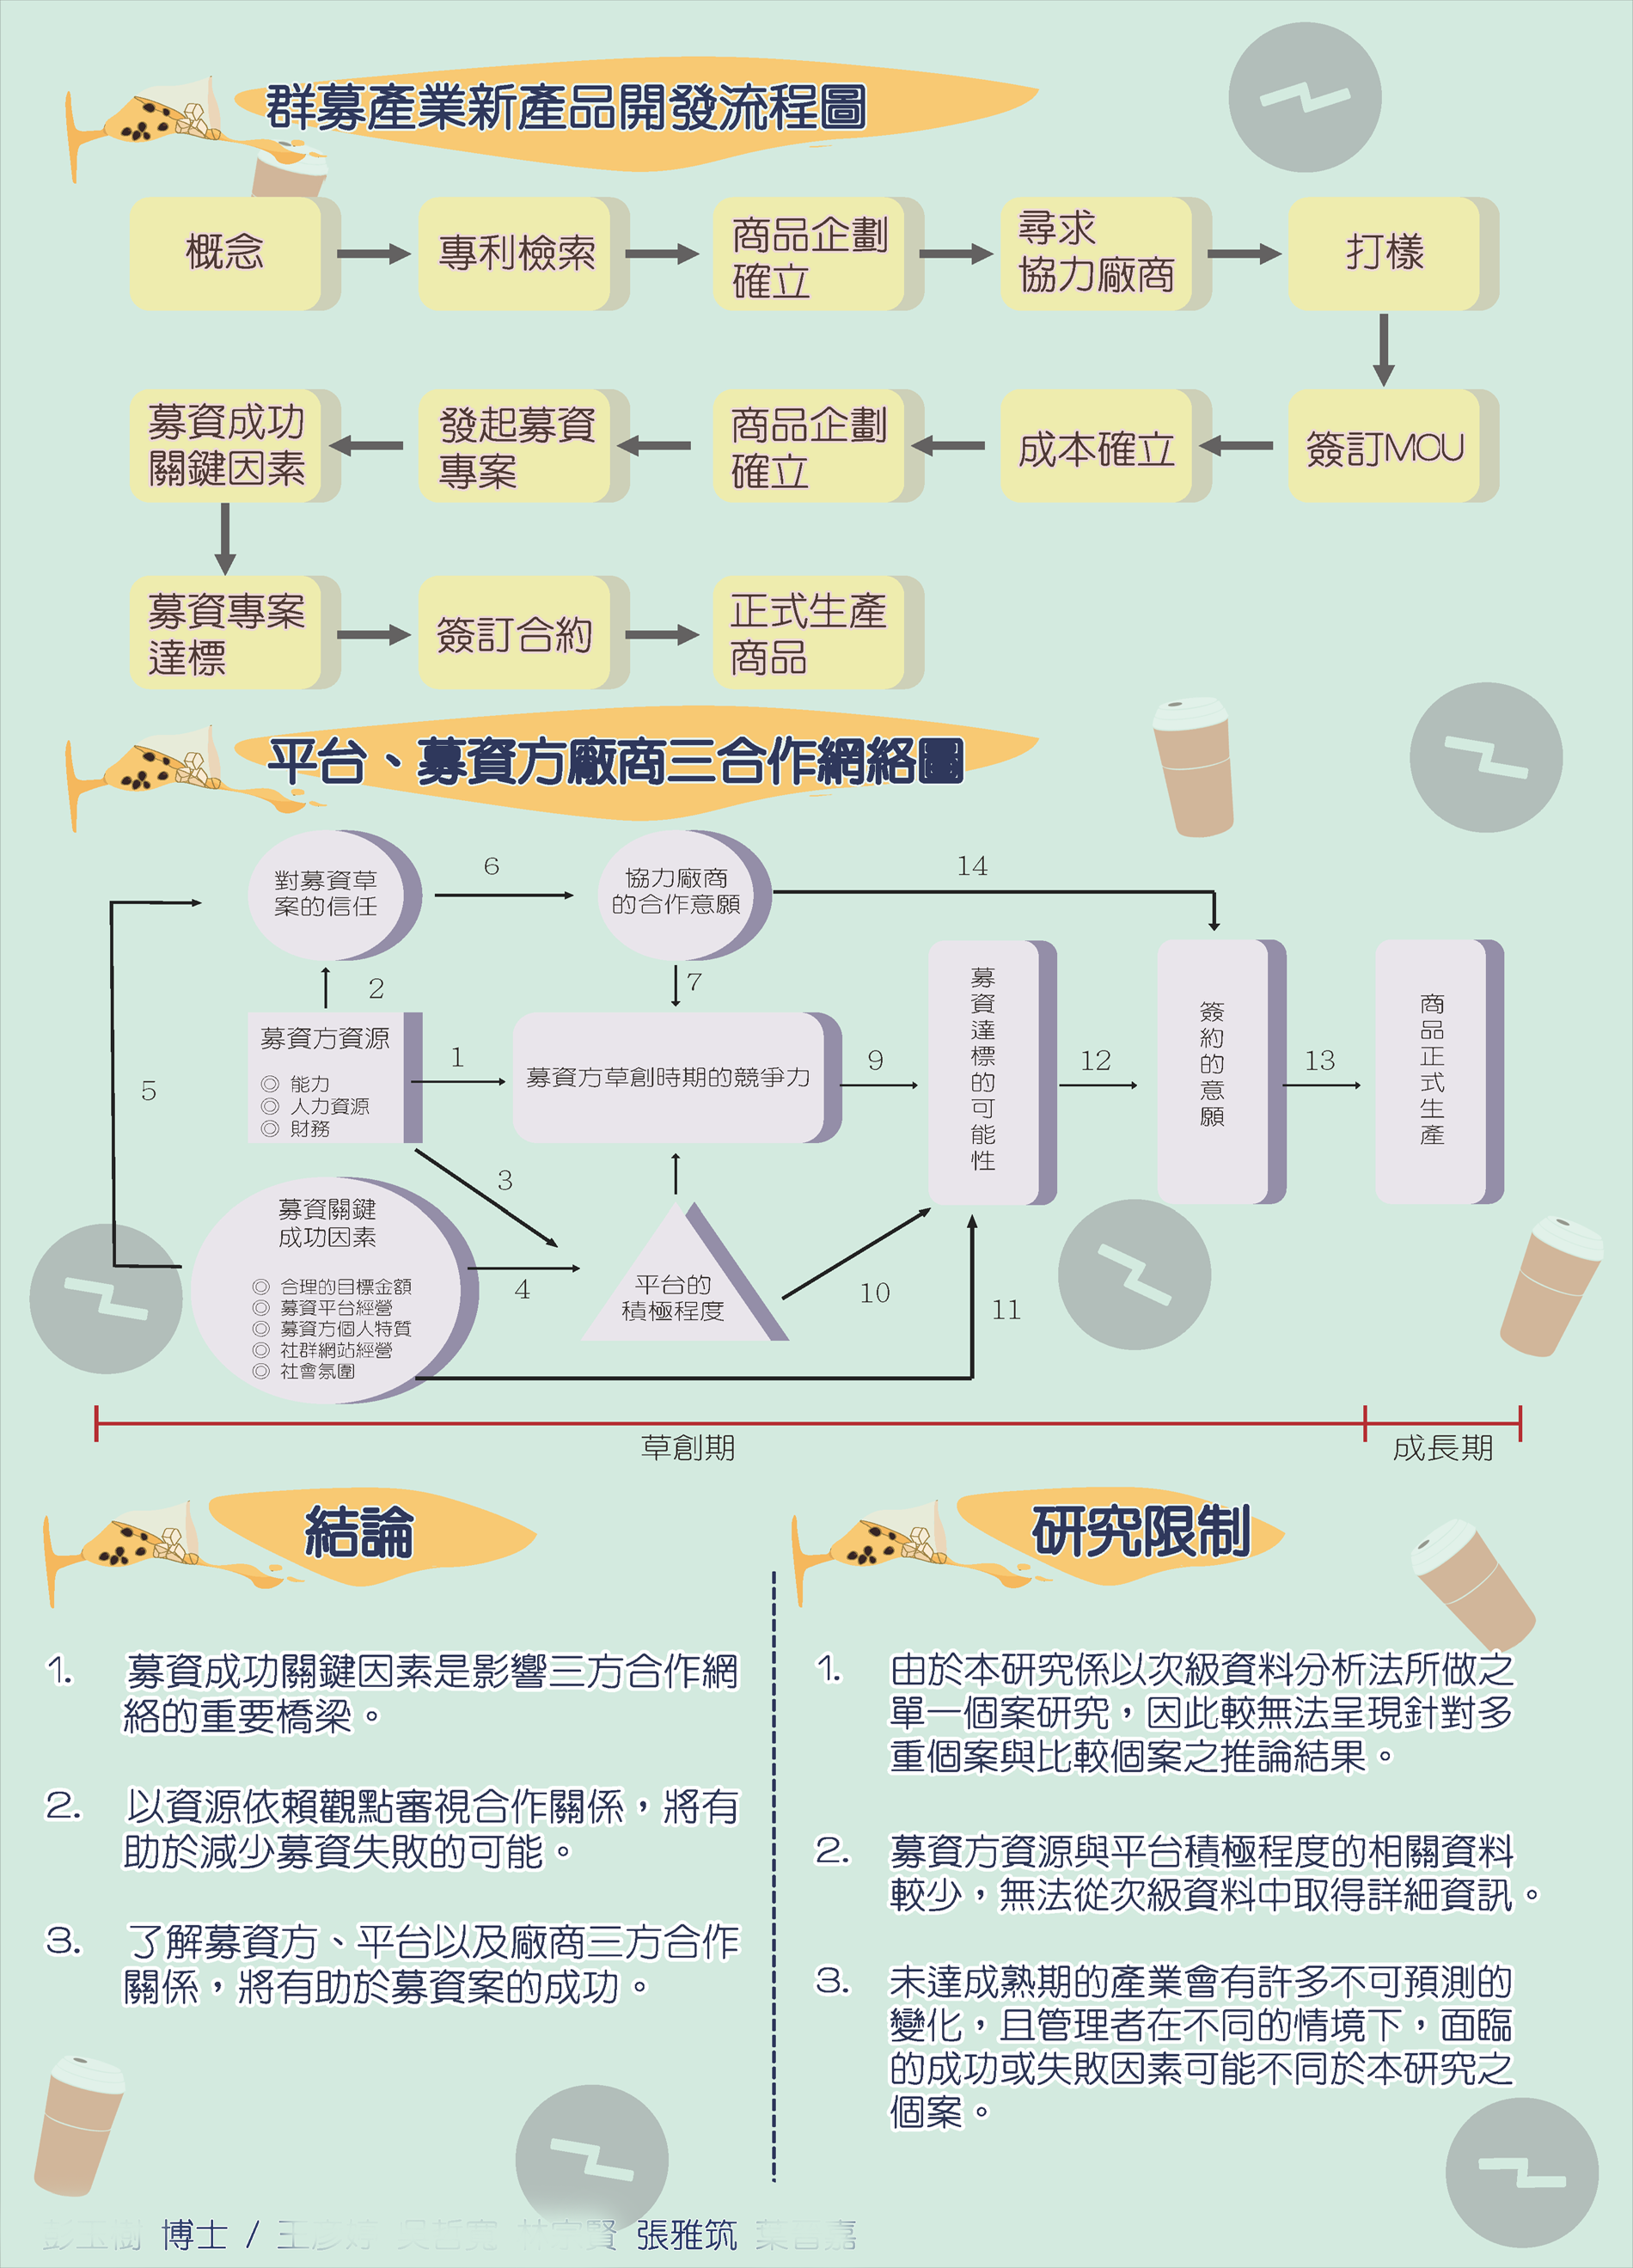 群募產業新產品開發流程圖
概念
專利檢索
商品企劃
確立
尋求
協力廠商
打樣
募資成功
關鍵因素
發起募資
專案
商品企劃
確立
成本確立
簽訂MOU
募資專案
達標
簽訂合約
正式生產
商品
平台、募資方廠商三合作網絡圖
對募資草
案的信任
6
協力廠商
的合作意願
14
2
7
募資方資源
◎ 能力
◎ 人力資源
◎ 財務
1
募資方草創時期的競爭力
9
募資達標的可能性
12
簽約的意願
13
商品正式生產
5
3
募資關鍵
成功因素
◎ 合理的目標金額
◎ 募資平台經營
◎ 募資方個人特質
◎ 社群網站經營
◎ 社會氛圍
4
平台的
積極程度
10
11
草創期
成長期
結論
1. 募資成功關鍵因素是影響三方合作網
絡的重要橋梁。
2. 以資源依賴觀點審視合作關係，將有
助於減少募資失敗的可能。
3. 了解募資方、平台以及廠商三方合作
關係，將有助於募資案的成功。
研究限制
1. 由於本研究係以次級資料分析法所做之
單一個案研究，因此較無法呈現針對多
重個案與比較個案之推論結果。
2. 募資方資源與平台積極程度的相關資料
較少，無法從次級資料中取得詳細資訊。
3. 未達成熟期的產業會有許多不可預測的
變化，且管理者在不同的情境下，面臨
的成功或失敗因素可能不同於本研究之
個案。
博士 / 張雅筑